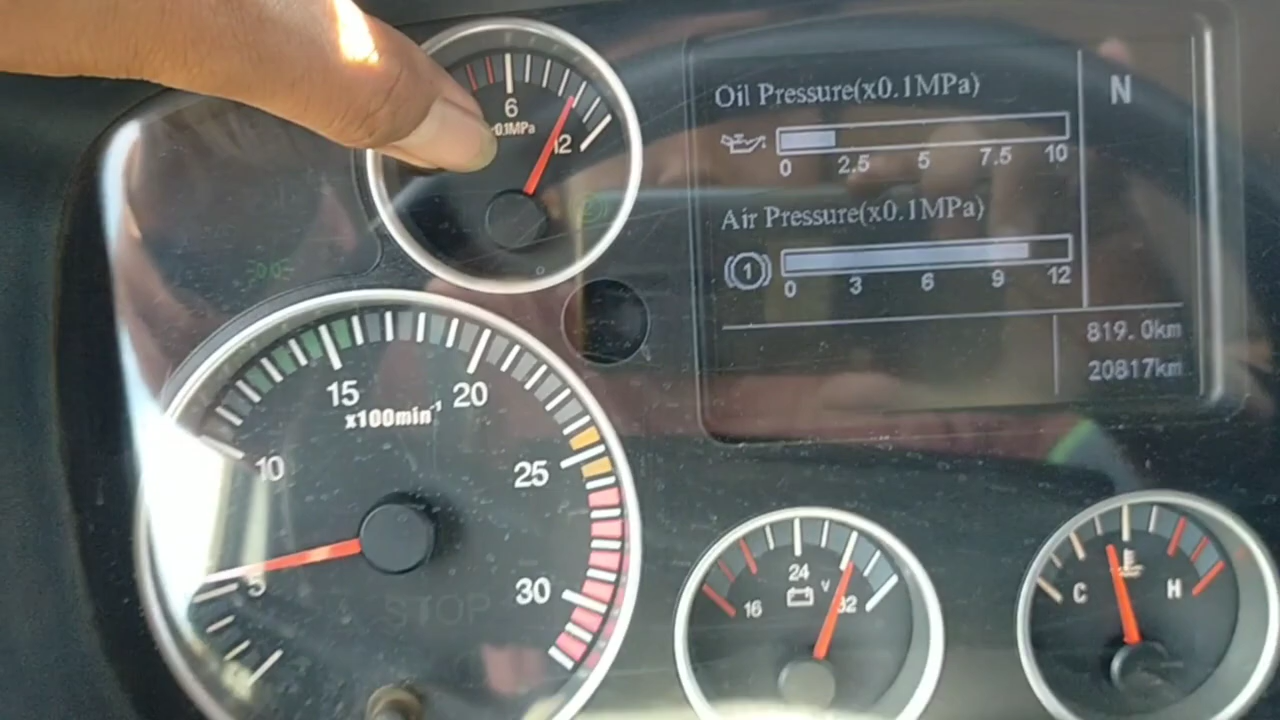 6
x0.1MPa
12
Oil Pressure(x0.1MPa)
N
0 2.5 5 7.5 10
Air Pressure(x0.1MPa)
1
0 3 6 9 12
819.0km
20817km
15 20
x100min-1
10 25
5 30
STOP
24
V
16 32
C H